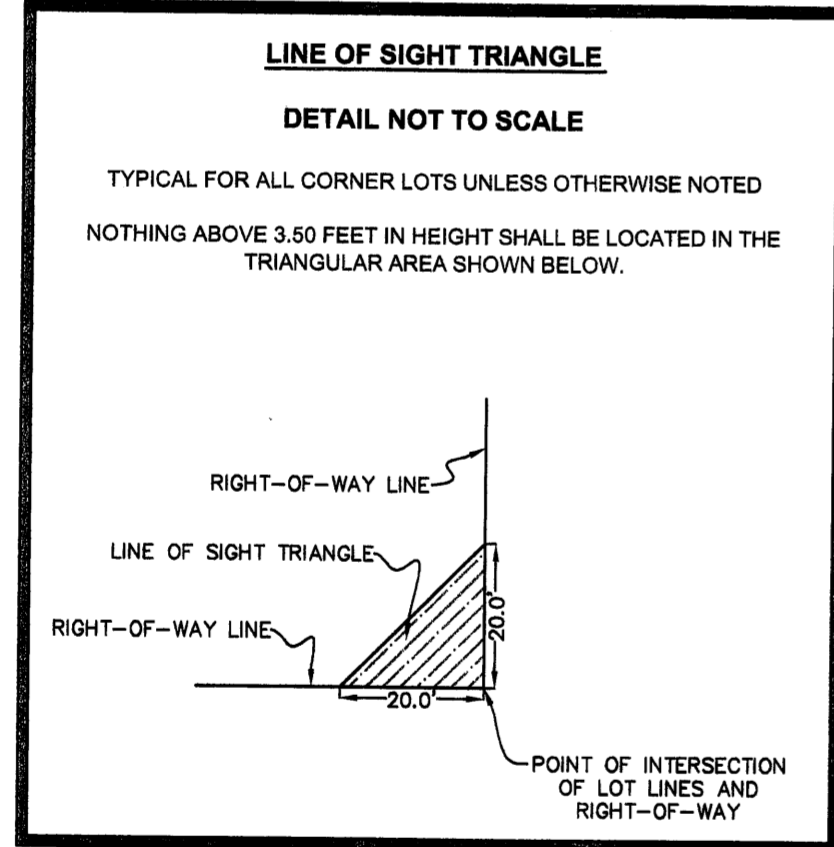 LINE OF SIGHT TRIANGLE
DETAIL NOT TO SCALE
TYPICAL FOR ALL CORNER LOTS UNLESS OTHERWISE NOTED
NOTHING ABOVE 3.50 FEET IN HEIGHT SHALL BE LOCATED IN THE
TRIANGULAR AREA SHOWN BELOW.
RIGHT-OF-WAY LINE
LINE OF SIGHT TRIANGLE
RIGHT-OF-WAY LINE
20.0'
20.0'
POINT OF INTERSECTION
OF LOT LINES AND
RIGHT-OF-WAY